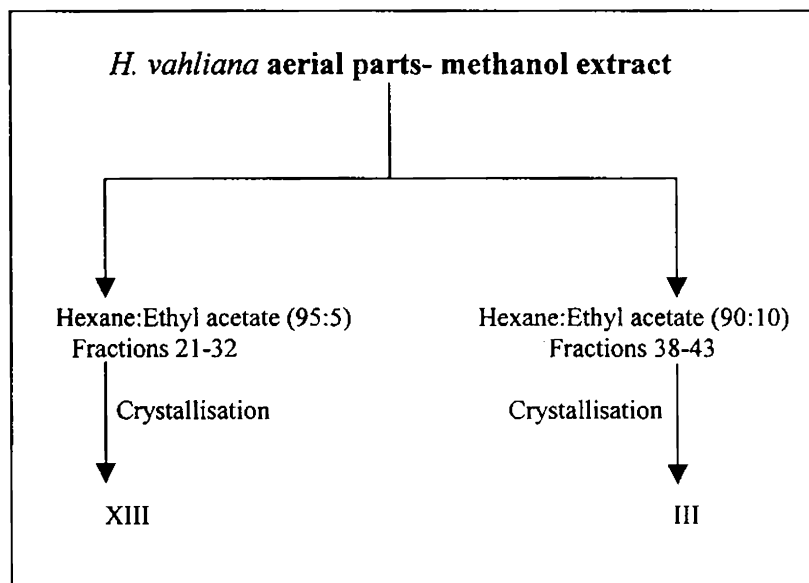 H. vahliana aerial parts- methanol extract
Hexane:Ethyl acetate (95:5)
Fractions 21-32
Hexane:Ethyl acetate (90:10)
Fractions 38-43
Crystallisation
Crystallisation
XIII
III